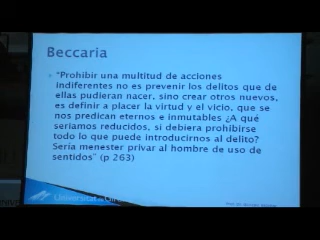 Beccaria
"Prohibir una multitud de acciones
indiferentes no es prevenir los delitos que de
ellas pudieran nacer, sino crear otros nuevos,
es definir a placer la virtud y el vicio, que se
nos predican eternos e inmutables ¿A qué
seriamos reducidos, si debiera prohibirse
todo lo que puede introducirnos al delito?
Sería menester privar al hombre de uso de
sentidos" (p 263)